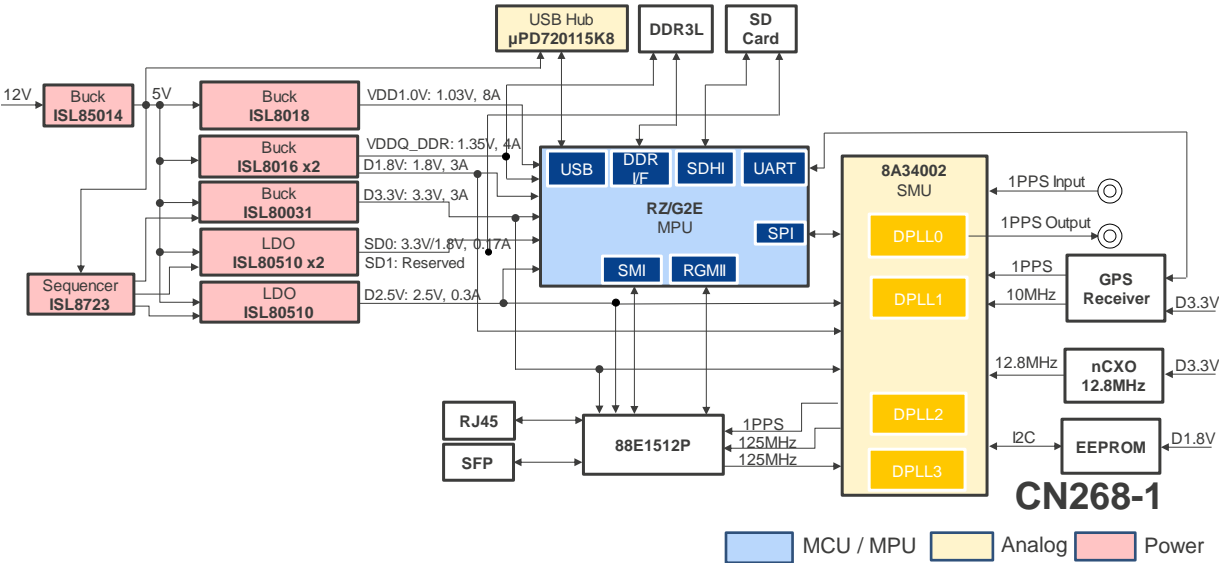 USB Hub
µPD720115K8
DDR3L
SD
Card
12V
Buck
ISL85014
5V
Buck
ISL8018
VDD1.0V: 1.03V, 8A
Buck
ISL8016 x2
VDDQ_DDR: 1.35V, 4A
D1.8V: 1.8V, 3A
Buck
ISL80031
D3.3V: 3.3V, 3A
LDO
ISL80510 x2
SD0: 3.3V/1.8V, 0.17A
SD1: Reserved
Sequencer
ISL8723
LDO
ISL80510
D2.5V: 2.5V, 0.3A
USB
DDR
I/F
SDHI
UART
RZ/G2E
MPU
SPI
SMI
RGMII
8A34002
SMU
DPLL0
DPLL1
DPLL2
DPLL3
1PPS Input
1PPS Output
1PPS
10MHz
GPS
Receiver
D3.3V
12.8MHz
nCXO
12.8MHz
D3.3V
I2C
EEPROM
D1.8V
RJ45
SFP
88E1512P
1PPS
125MHz
125MHz
CN268-1
MCU / MPU
Analog
Power